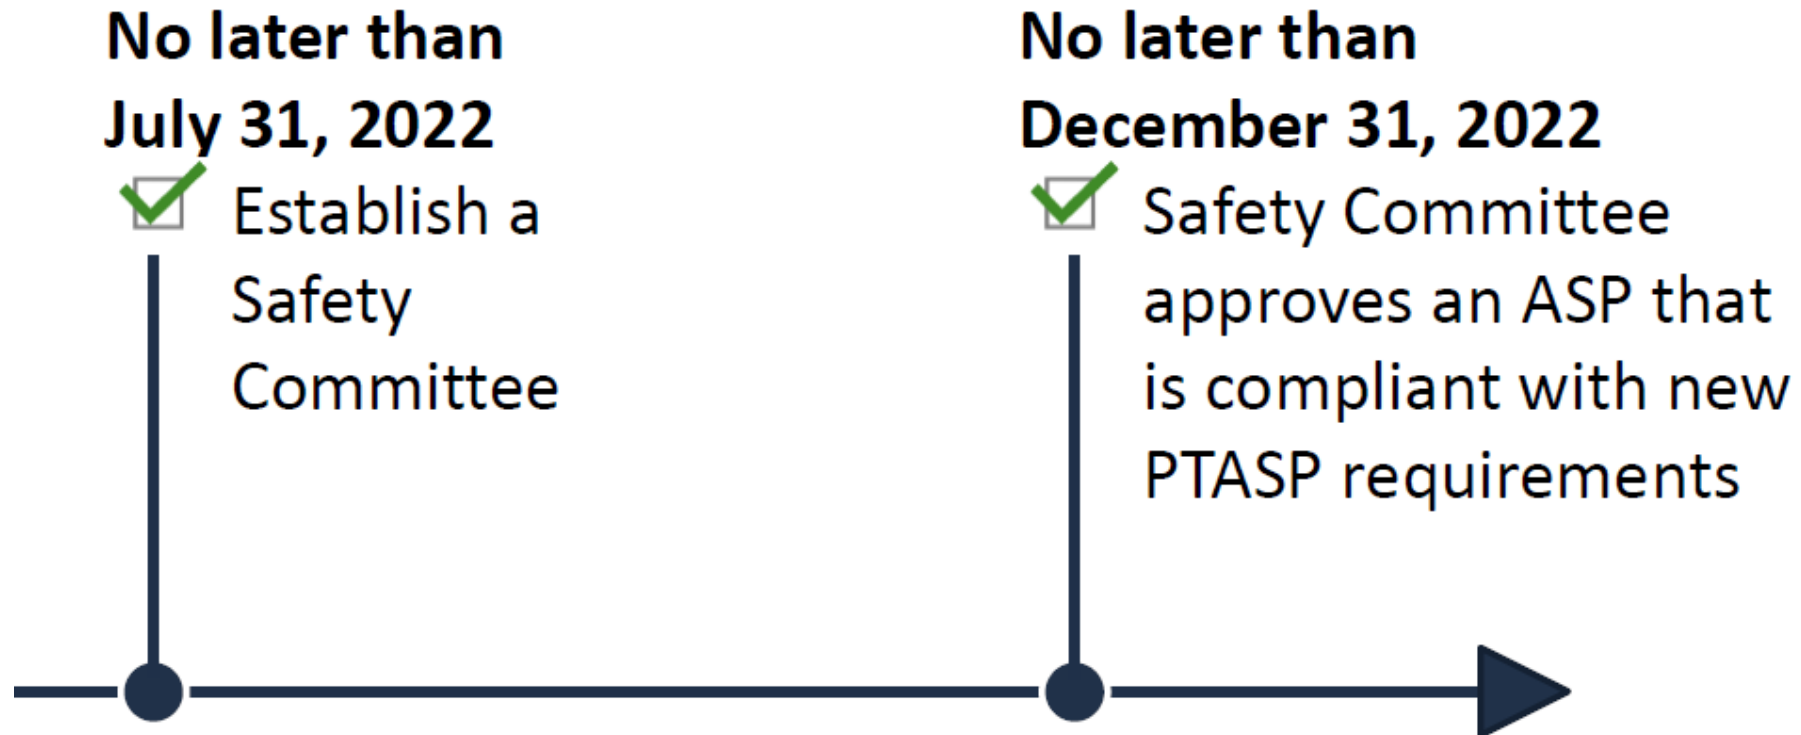 No later than
July 31, 2022
Establish a
Safety
Committee
No later than
December 31, 2022
Safety Committee
approves an ASP that
is compliant with new
PTASP requirements